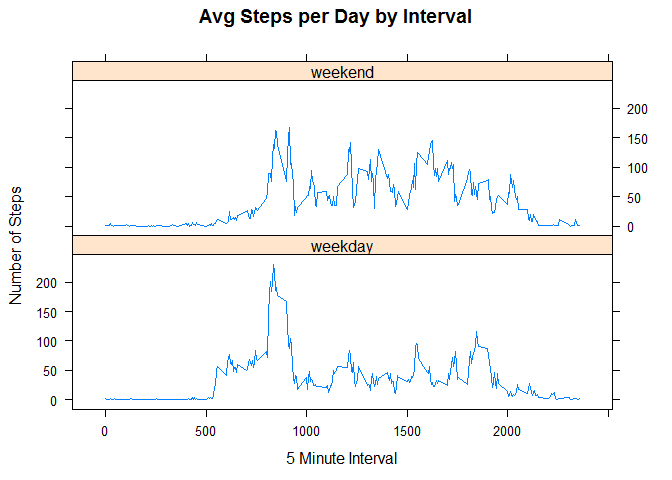 Avg Steps per Day by Interval
weekend
200
150
100
50
0
weekday
200
150
100
50
0
Number of Steps
0 500 1000 1500 2000
5 Minute Interval